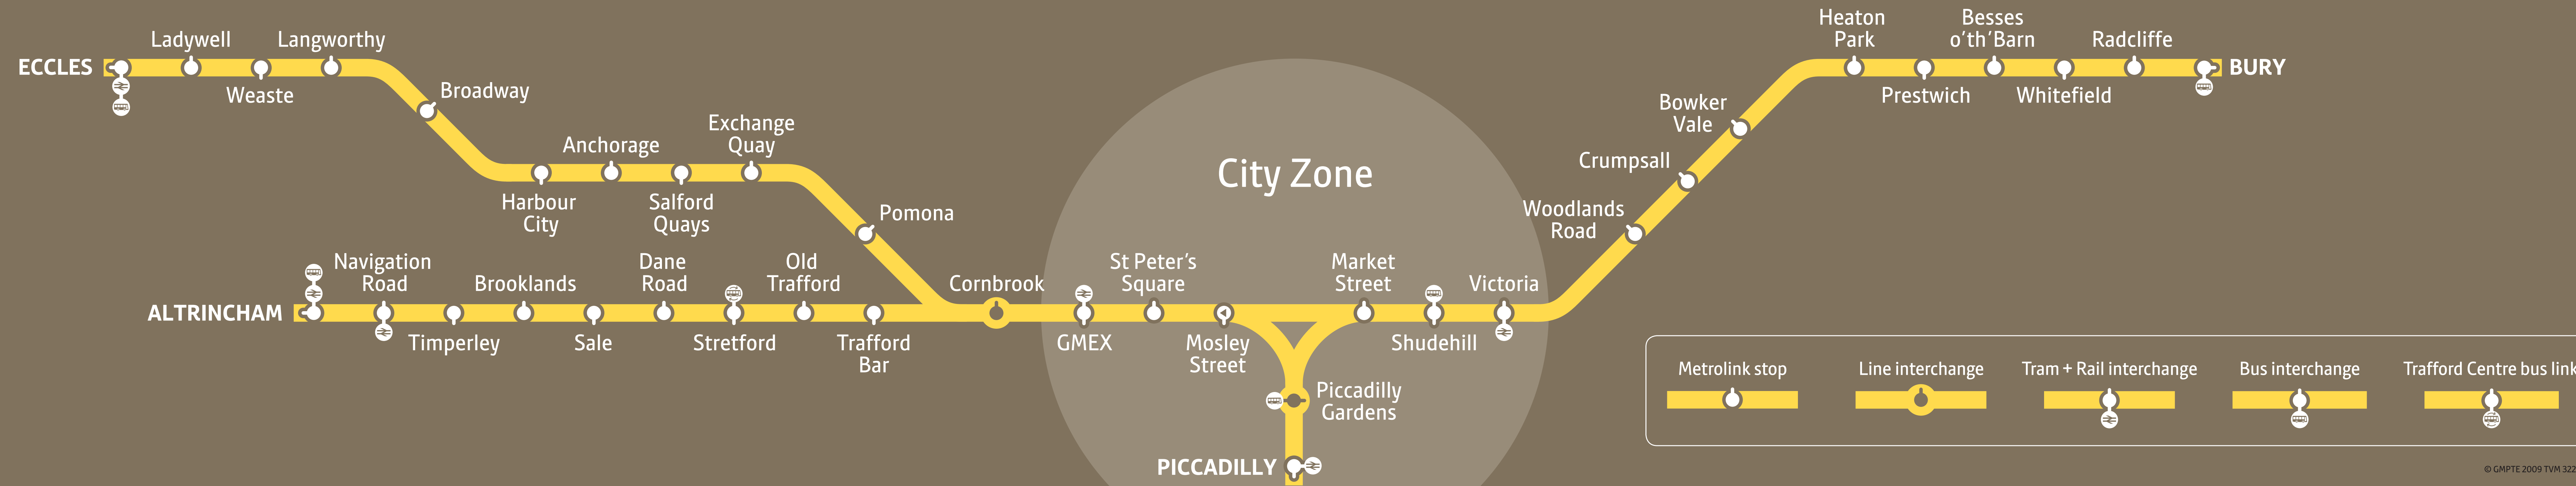 ECCLES
Ladywell
Weaste
Langworthy
Broadway
Harbour
City
Anchorage
Salford
Quays
Exchange
Quay
Pomona
ALTRINCHAM
Navigation
Road
Timperley
Brooklands
Sale
Dane
Road
Stretford
Old
Trafford
Trafford
Bar
Cornbrook
City Zone
GMEX
St Peter's
Square
Mosley
Street
Piccadilly
Gardens
PICCADILLY
Market
Street
Shudehill
Victoria
Woodlands
Road
Crumpsall
Bowker
Vale
Heaton
Park
Prestwich
Besses
o'th'Barn
Whitefield
Radcliffe
BURY
Metrolink stop
Line interchange
Tram + Rail interchange
Bus interchange
Trafford Centre bus link
© GMPTE 2009 TVM 322